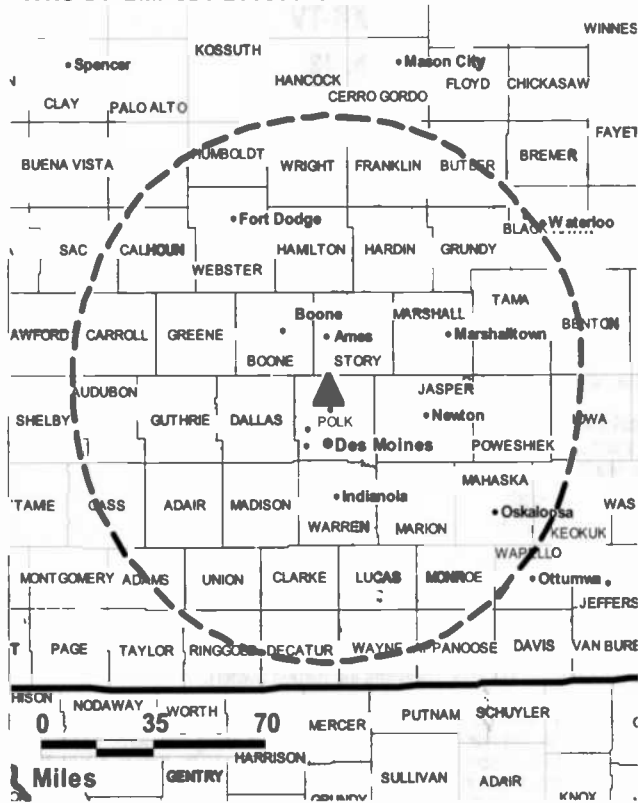 WINNES
KOSSUTH
Spencer
Mason City
HANCOCK
FLOYD CHICKASAW
CLAY
CERRO GORDO
PALO ALTO
FAYET
BUENA VISTA
HUMBOLDT
WRIGHT FRANKLIN BUTLER
BREMER
Fort Dodge
Waterloo
SAC CALHOUN
HAMILTON HARDIN GRUNDY
WEBSTER
TAMA
Boone
MARSHALL
BENTON
AWFORD CARROLL GREENE
Ames
Marshalltown
BOONE STORY
AUDUBON
JASPER
SHELBY
GUTHRIE DALLAS
POLK
Newton
IOWA
Des Moines
POWESHIEK
MAHASKA
TAMIE CASS ADAIR MADISON
Indianola
Oskaloosa
WAS
WARREN MARION
KEOKUK
WAPELLO
MONTGOMERY ADAMS UNION CLARKE LUCAS MONROE
Ottumwa
JEFFERS
T PAGE TAYLOR RINGGOLD DECATUR WAYNE APPANOOSE DAVIS VAN BURE
HISON
NODAWAY WORTH
PUTNAM SCHUYLER
0 35 70
MERCER
HARRISON
Miles
GENTRY
SULLIVAN ADAIR
GRUNDY
KNOX